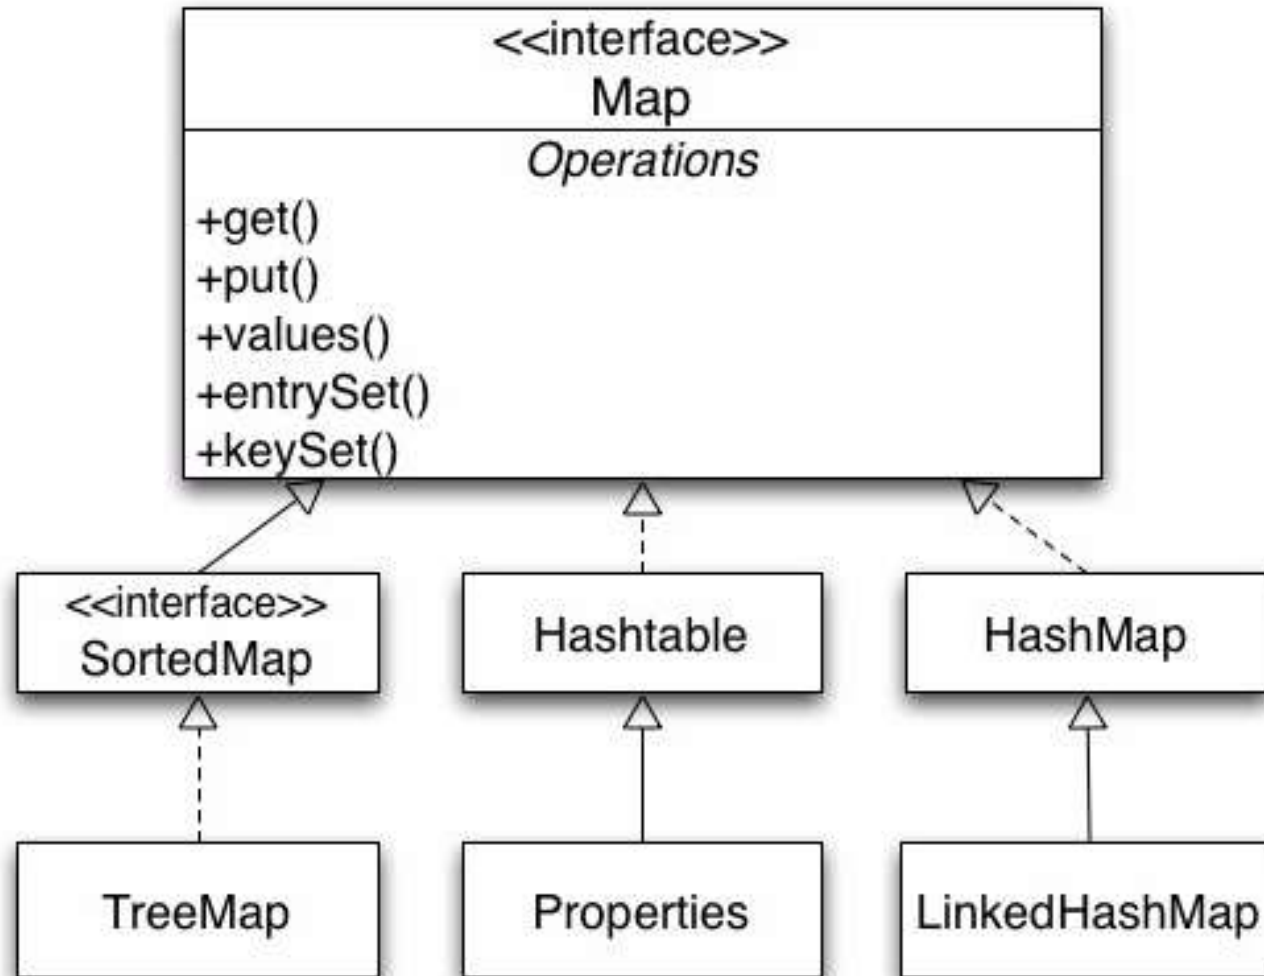 <<interface>>
Map
Operations
+get()
+put()
+values()
+entrySet()
+keySet()
<<interface>>
SortedMap
Hashtable
HashMap
TreeMap
Properties
LinkedHashMap